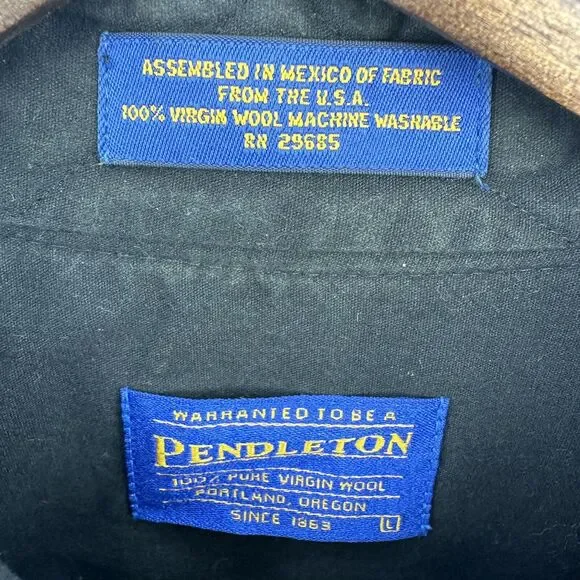 ASSEMBLED IN MEXICO OF FABRIC
FROM THE U.S.A.
100% VIRGIN WOOL MACHINE WASHABLE
RN 29685
WARRANTED TO BE A
PENDLETON
100% PURE VIRGIN WOOL
PORTLAND, OREGON
SINCE 1863
L